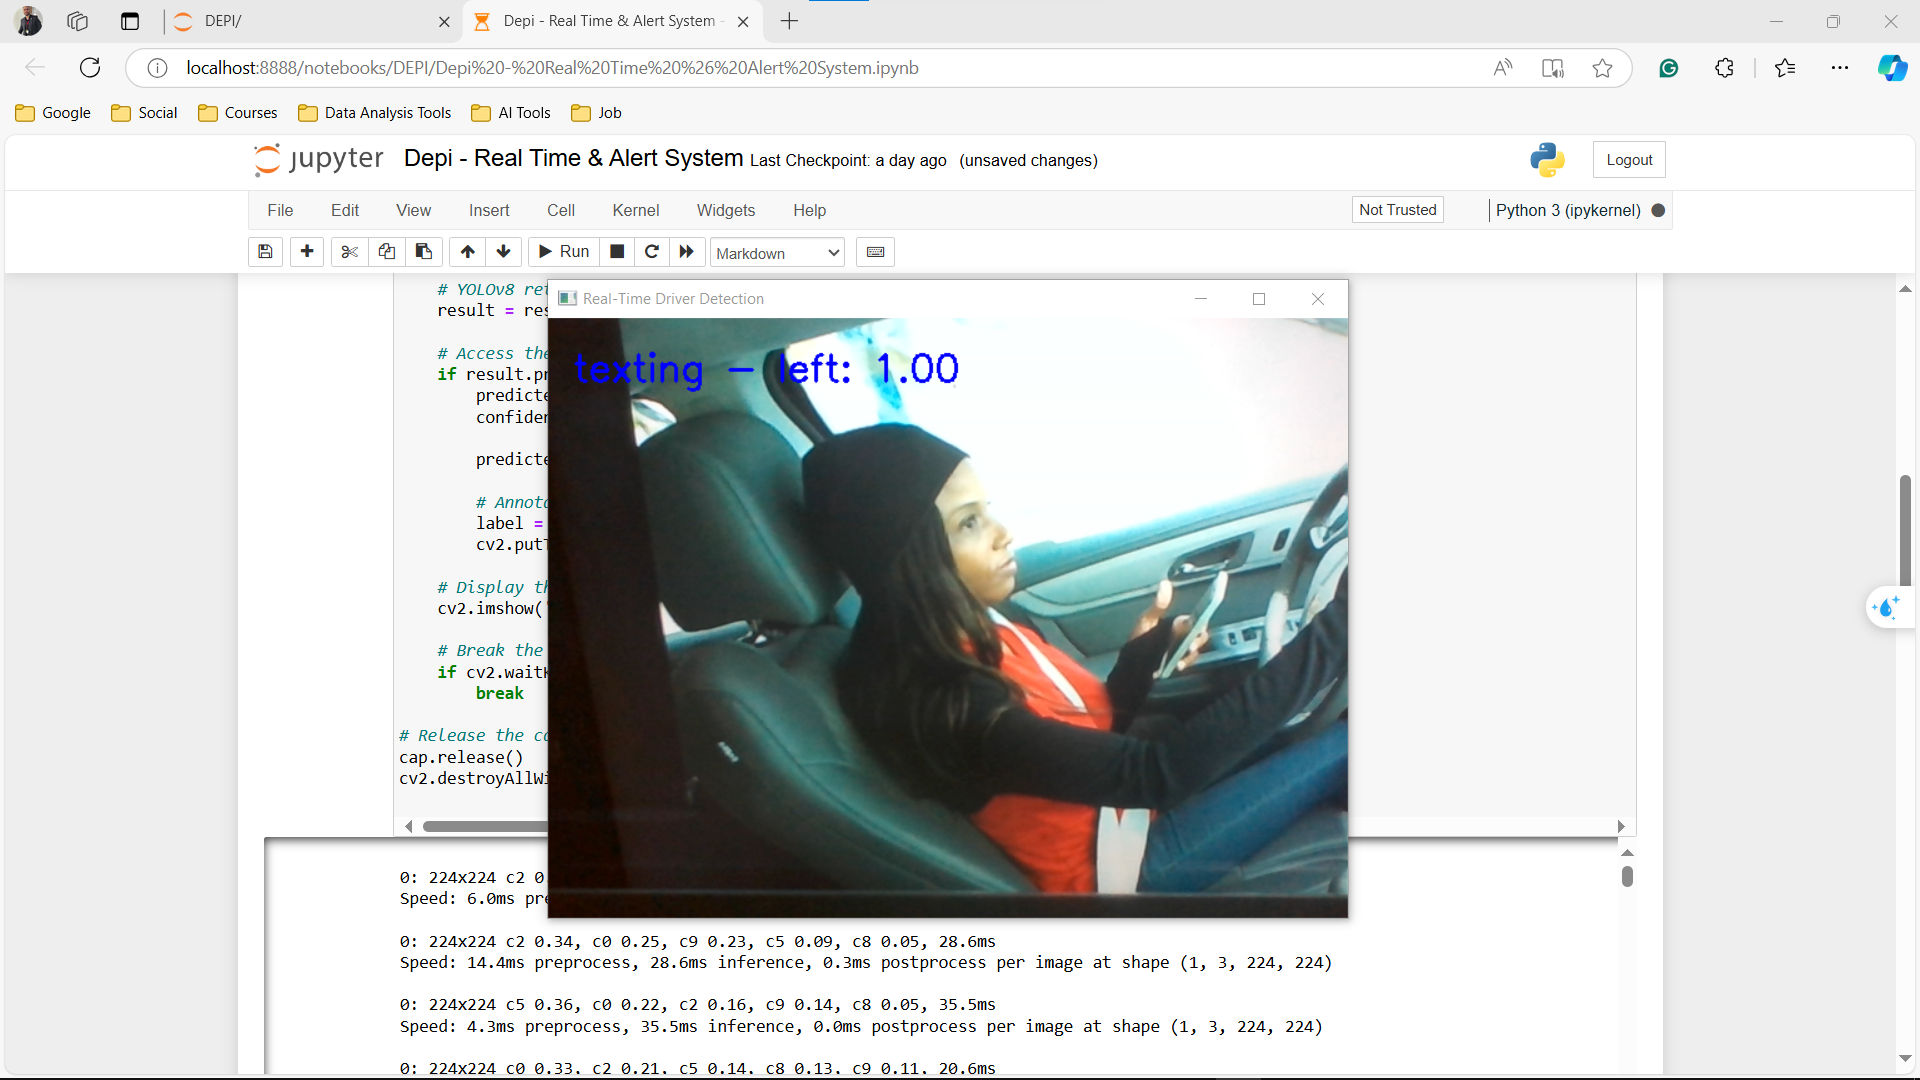 DEPI/
Depi - Real Time & Alert System -
localhost:8888/notebooks/DEPI/Depi%20-%20Real%20Time%20%26%20Alert%20System.ipynb
Google Social Courses Data Analysis Tools AI Tools Job
jupyter Depi - Real Time & Alert System Last Checkpoint: a day ago (unsaved changes)
Logout
File Edit View Insert Cell Kernel Widgets Help
Not Trusted
Python 3 (ipykernel)
Run
Markdown
# YOLOv8 ret
result = res
# Access the
if result.pr
predicte
confiden
predicte
# Annota
label =
cv2.putT
# Display th
cv2.imshow('
# Break the
if cv2.waitK
break
# Release the ca
cap.release()
cv2.destroyAllWi
Real-Time Driver Detection
texting - left: 1.00
0: 224x224 c2 0.
Speed: 6.0ms pre
0: 224x224 c2 0.34, c0 0.25, c9 0.23, c5 0.09, c8 0.05, 28.6ms
Speed: 14.4ms preprocess, 28.6ms inference, 0.3ms postprocess per image at shape (1, 3, 224, 224)
0: 224x224 c5 0.36, c0 0.22, c2 0.16, c9 0.14, c8 0.05, 35.5ms
Speed: 4.3ms preprocess, 35.5ms inference, 0.0ms postprocess per image at shape (1, 3, 224, 224)
0: 224x224 c0 0.33, c2 0.21, c5 0.14, c8 0.13, c9 0.11, 20.6ms